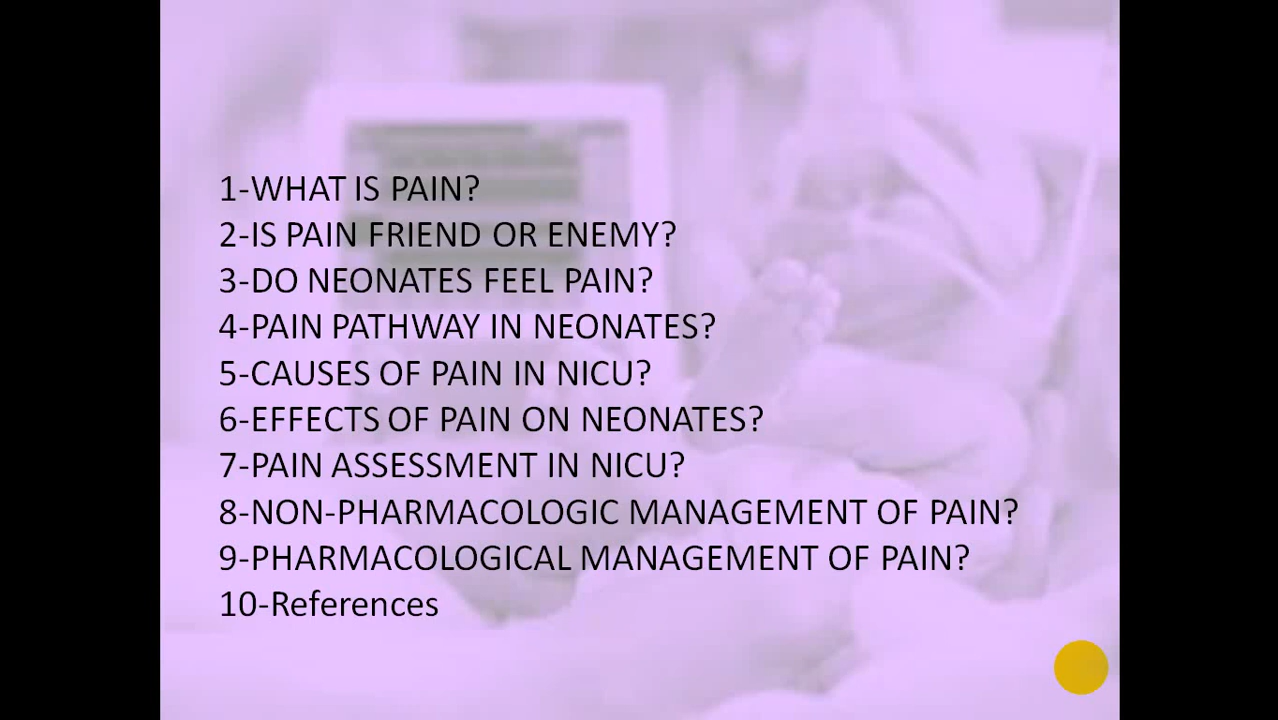 1-WHAT IS PAIN?
2-IS PAIN FRIEND OR ENEMY?
3-DO NEONATES FEEL PAIN?
4-PAIN PATHWAY IN NEONATES?
5-CAUSES OF PAIN IN NICU?
6-EFFECTS OF PAIN ON NEONATES?
7-PAIN ASSESSMENT IN NICU?
8-NON-PHARMACOLOGIC MANAGEMENT OF PAIN?
9-PHARMACOLOGICAL MANAGEMENT OF PAIN?
10-References